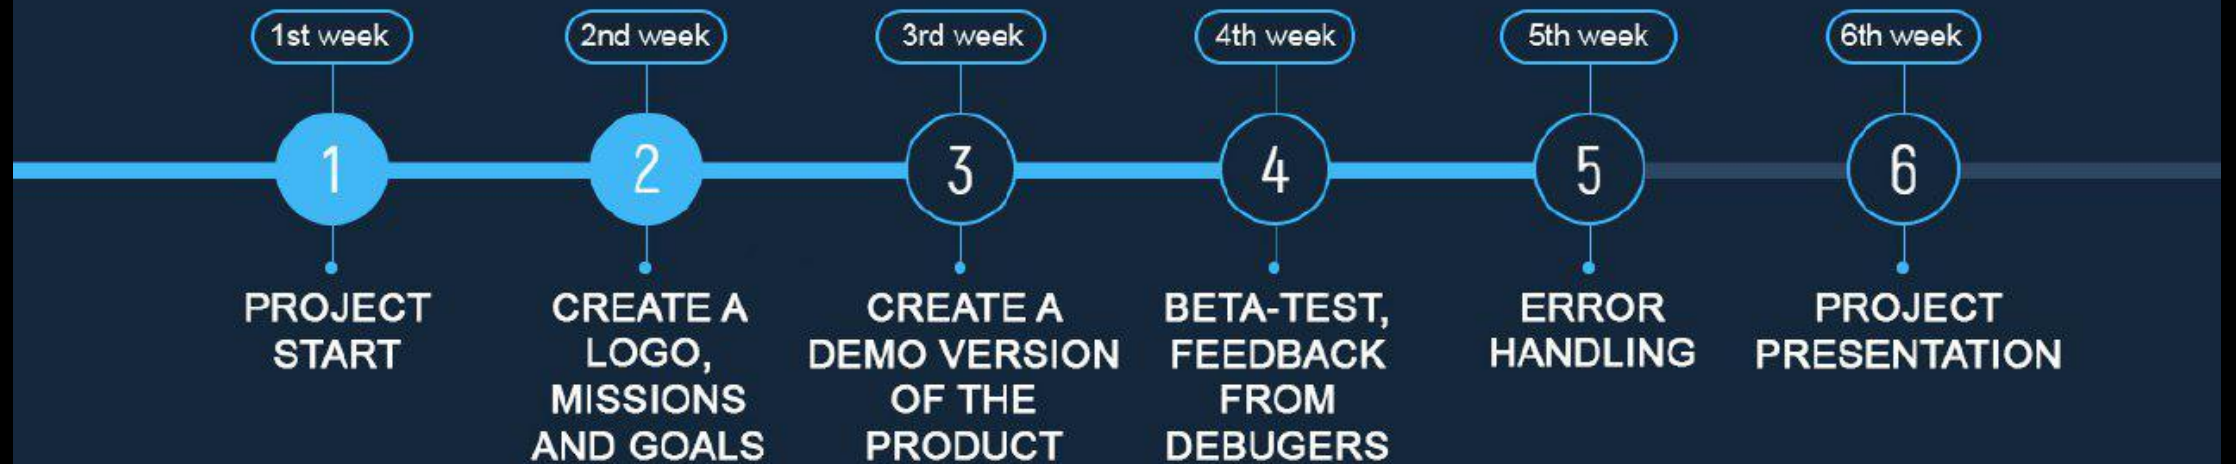 1st week
2nd week
3rd week
4th week
5th week
6th week
1
2
3
4
5
6
PROJECT
START
CREATE A
LOGO,
MISSIONS
AND GOALS
CREATE A
DEMO VERSION
OF THE
PRODUCT
BETA-TEST,
FEEDBACK
FROM
DEBUGERS
ERROR
HANDLING
PROJECT
PRESENTATION